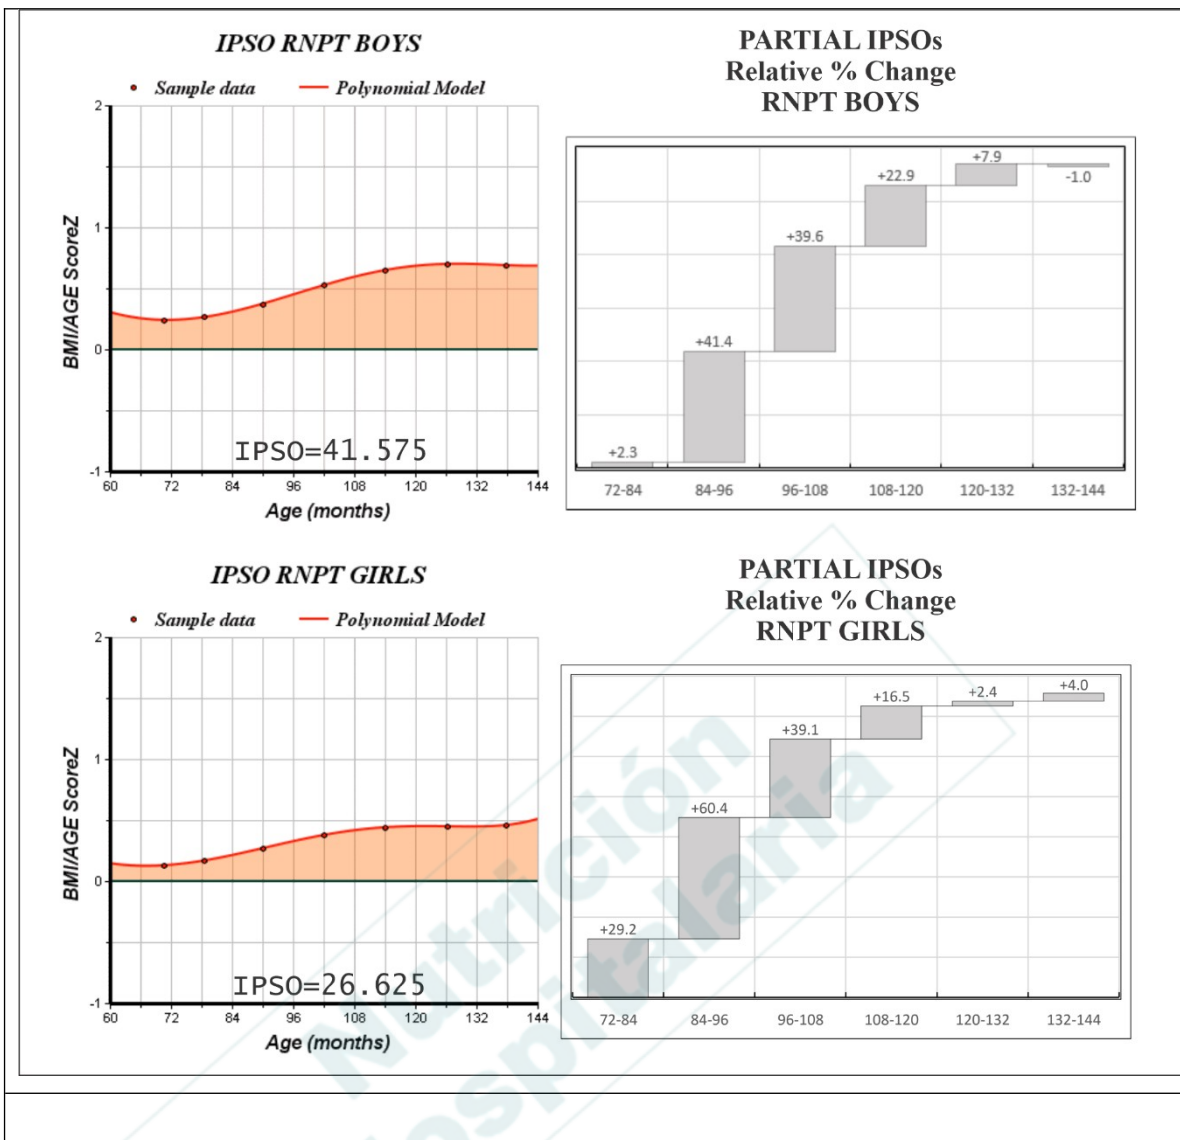 IPSO RNPT BOYS
Sample data
Polynomial Model
BMI/AGE ScoreZ
2
1
0
-1
IPSO=41.575
60 72 84 96 108 120 132 144
Age (months)
PARTIAL IPSOs
Relative % Change
RNPT BOYS
+2.3
+41.4
+39.6
+22.9
+7.9
-1.0
72-84 84-96 96-108 108-120 120-132 132-144
IPSO RNPT GIRLS
Sample data
Polynomial Model
BMI/AGE ScoreZ
2
1
0
-1
IPSO=26.625
60 72 84 96 108 120 132 144
Age (months)
PARTIAL IPSOs
Relative % Change
RNPT GIRLS
+29.2
+60.4
+39.1
+16.5
+2.4
+4.0
72-84 84-96 96-108 108-120 120-132 132-144
Nutrición
Hospitalaria